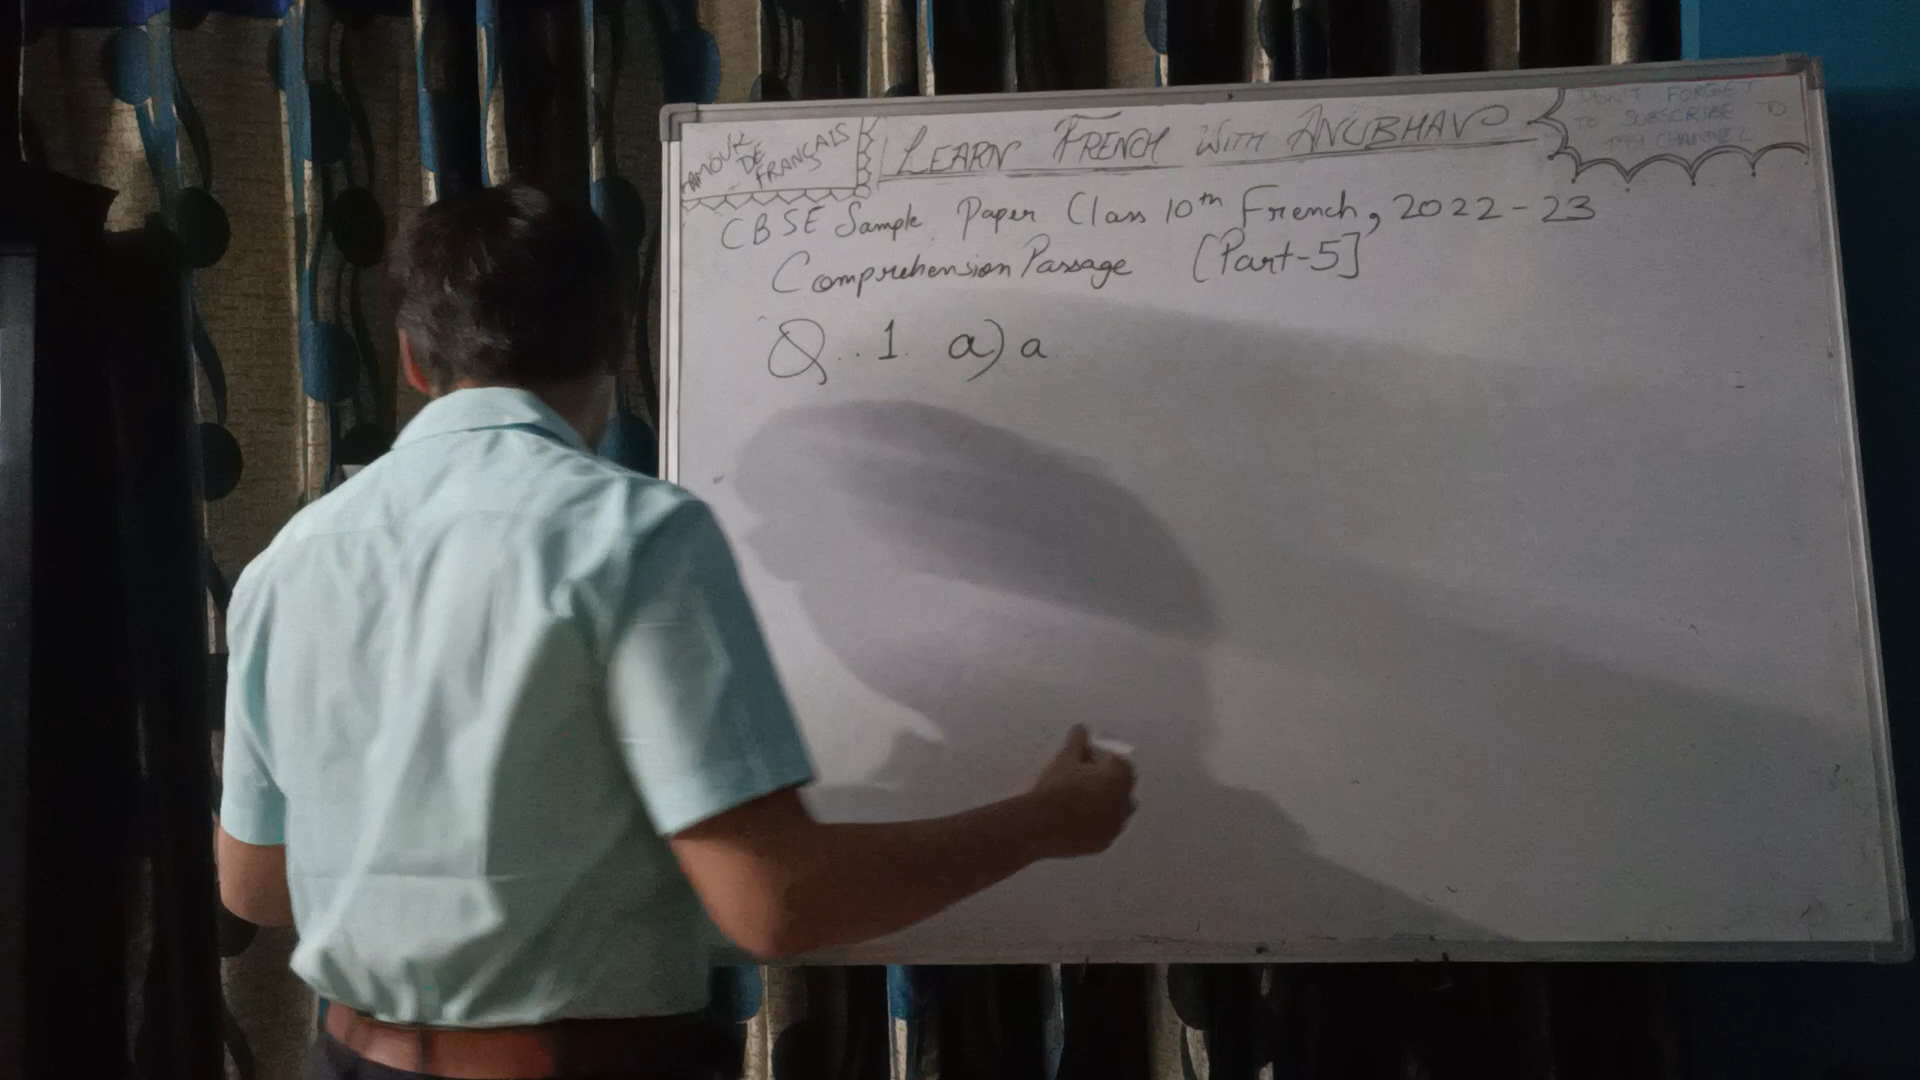 AMOUR
DE
FRANCAIS
LEARN FRENCH WITH ANUBHAV
DON'T FORGET
TO SUBSCRIBE TO
MY CHANNEL
CBSE Sample Paper Class 10th French, 2022-23
Comprehension Passage [Part-5]
Q. 1. a) a